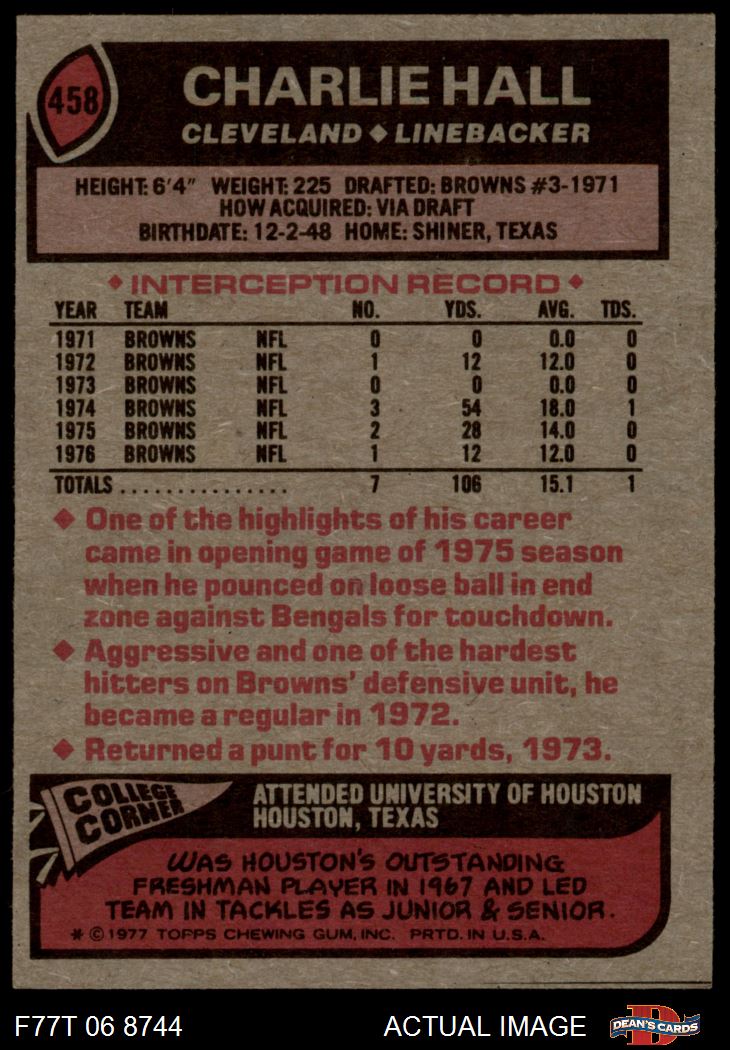 458
CHARLIE HALL
CLEVELAND ◆ LINEBACKER
HEIGHT: 6'4" WEIGHT: 225 DRAFTED: BROWNS #3-1971
HOW ACQUIRED: VIA DRAFT
BIRTHDATE: 12-2-48 HOME: SHINER, TEXAS
◆ INTERCEPTION RECORD ◆
YEAR TEAM NO. YDS. AVG. TDS.
1971 BROWNS NFL 0 0 0.0 0
1972 BROWNS NFL 1 12 12.0 0
1973 BROWNS NFL 0 0 0.0 0
1974 BROWNS NFL 3 54 18.0 1
1975 BROWNS NFL 2 28 14.0 0
1976 BROWNS NFL 1 12 12.0 0
TOTALS ................ 7 106 15.1 1
◆ One of the highlights of his career
came in opening game of 1975 season
when he pounced on loose ball in end
zone against Bengals for touchdown.
◆ Aggressive and one of the hardest
hitters on Browns' defensive unit, he
became a regular in 1972.
◆ Returned a punt for 10 yards, 1973.
COLLEGE
CORNER
ATTENDED UNIVERSITY OF HOUSTON
HOUSTON, TEXAS
WAS HOUSTON'S OUTSTANDING
FRESHMAN PLAYER IN 1967 AND LED
TEAM IN TACKLES AS JUNIOR & SENIOR.
* © 1977 TOPPS CHEWING GUM, INC. PRTD. IN U.S.A.
F77T 06 8744 ACTUAL IMAGE
D
DEAN'S CARDS